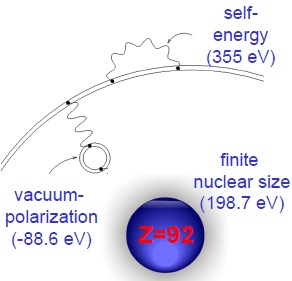 self-
energy
(355 eV)
finite
nuclear size
(198.7 eV)
vacuum-
polarization
(-88.6 eV)
Z=92